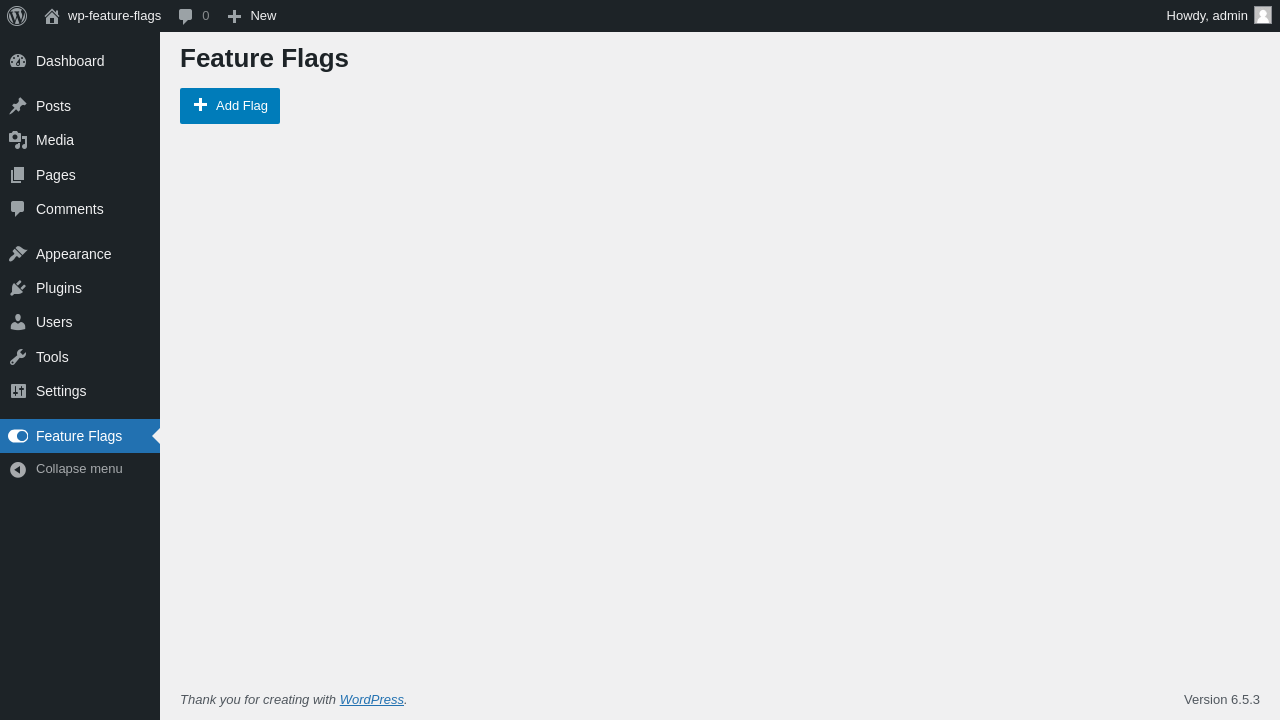 wp-feature-flags
0
New
Howdy, admin
Dashboard
Posts
Media
Pages
Comments
Appearance
Plugins
Users
Tools
Settings
Feature Flags
Collapse menu
Feature Flags
Add Flag
Thank you for creating with WordPress.
Version 6.5.3